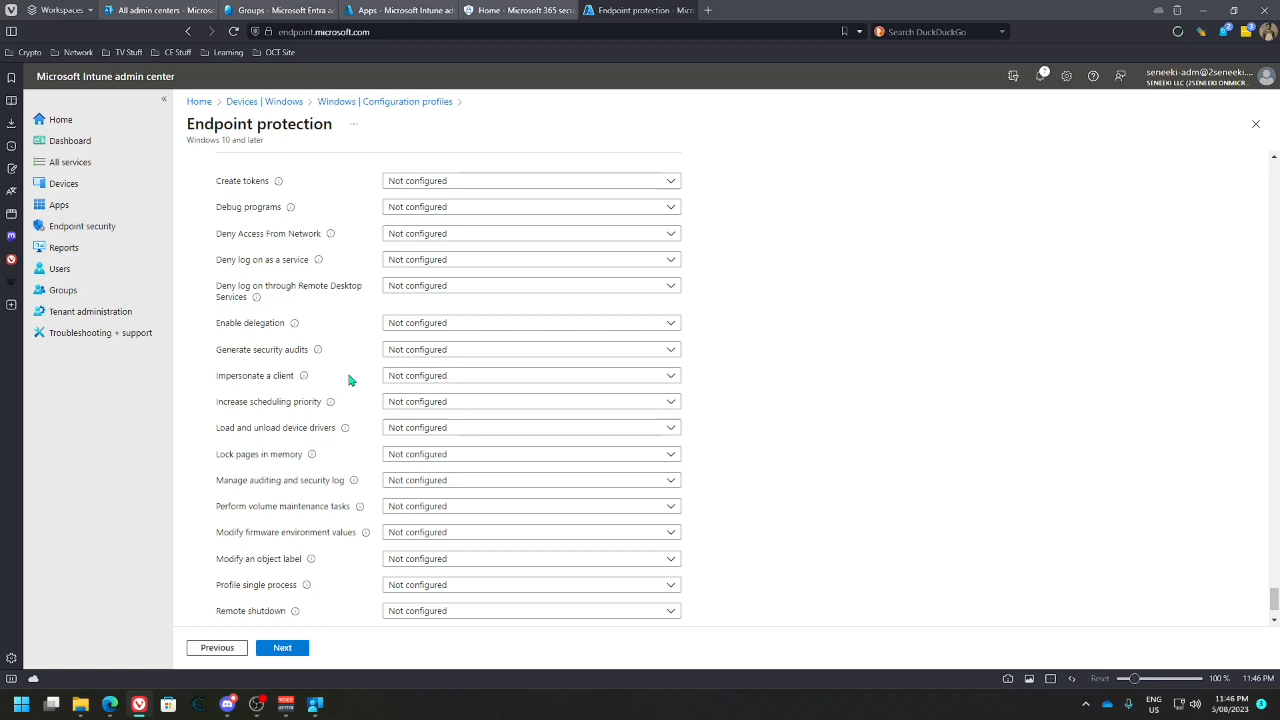 Workspaces
All admin centers - Micros
Groups - Microsoft Entra a
Apps - Microsoft Intune ad
Home - Microsoft 365 secu
Endpoint protection - Micr
endpoint.microsoft.com
Search DuckDuckGo
Crypto
Network
TV Stuff
CE Stuff
Learning
OCT Site
Microsoft Intune admin center
seneeki-adm@2seneeki....
SENEEKI LLC (2SENEEKI.ONMICR...
Home > Devices | Windows > Windows | Configuration profiles >
Endpoint protection ...
Windows 10 and later
Home
Dashboard
All services
Devices
Apps
Endpoint security
Reports
Users
Groups
Tenant administration
Troubleshooting + support
Create tokens Not configured
Debug programs Not configured
Deny Access From Network Not configured
Deny log on as a service Not configured
Deny log on through Remote Desktop Not configured
Services
Enable delegation Not configured
Generate security audits Not configured
Impersonate a client Not configured
Increase scheduling priority Not configured
Load and unload device drivers Not configured
Lock pages in memory Not configured
Manage auditing and security log Not configured
Perform volume maintenance tasks Not configured
Modify firmware environment values Not configured
Modify an object label Not configured
Profile single process Not configured
Remote shutdown Not configured
Previous
Next
Reset
100 %
11:46 PM
ENG
US
11:46 PM
5/08/2023